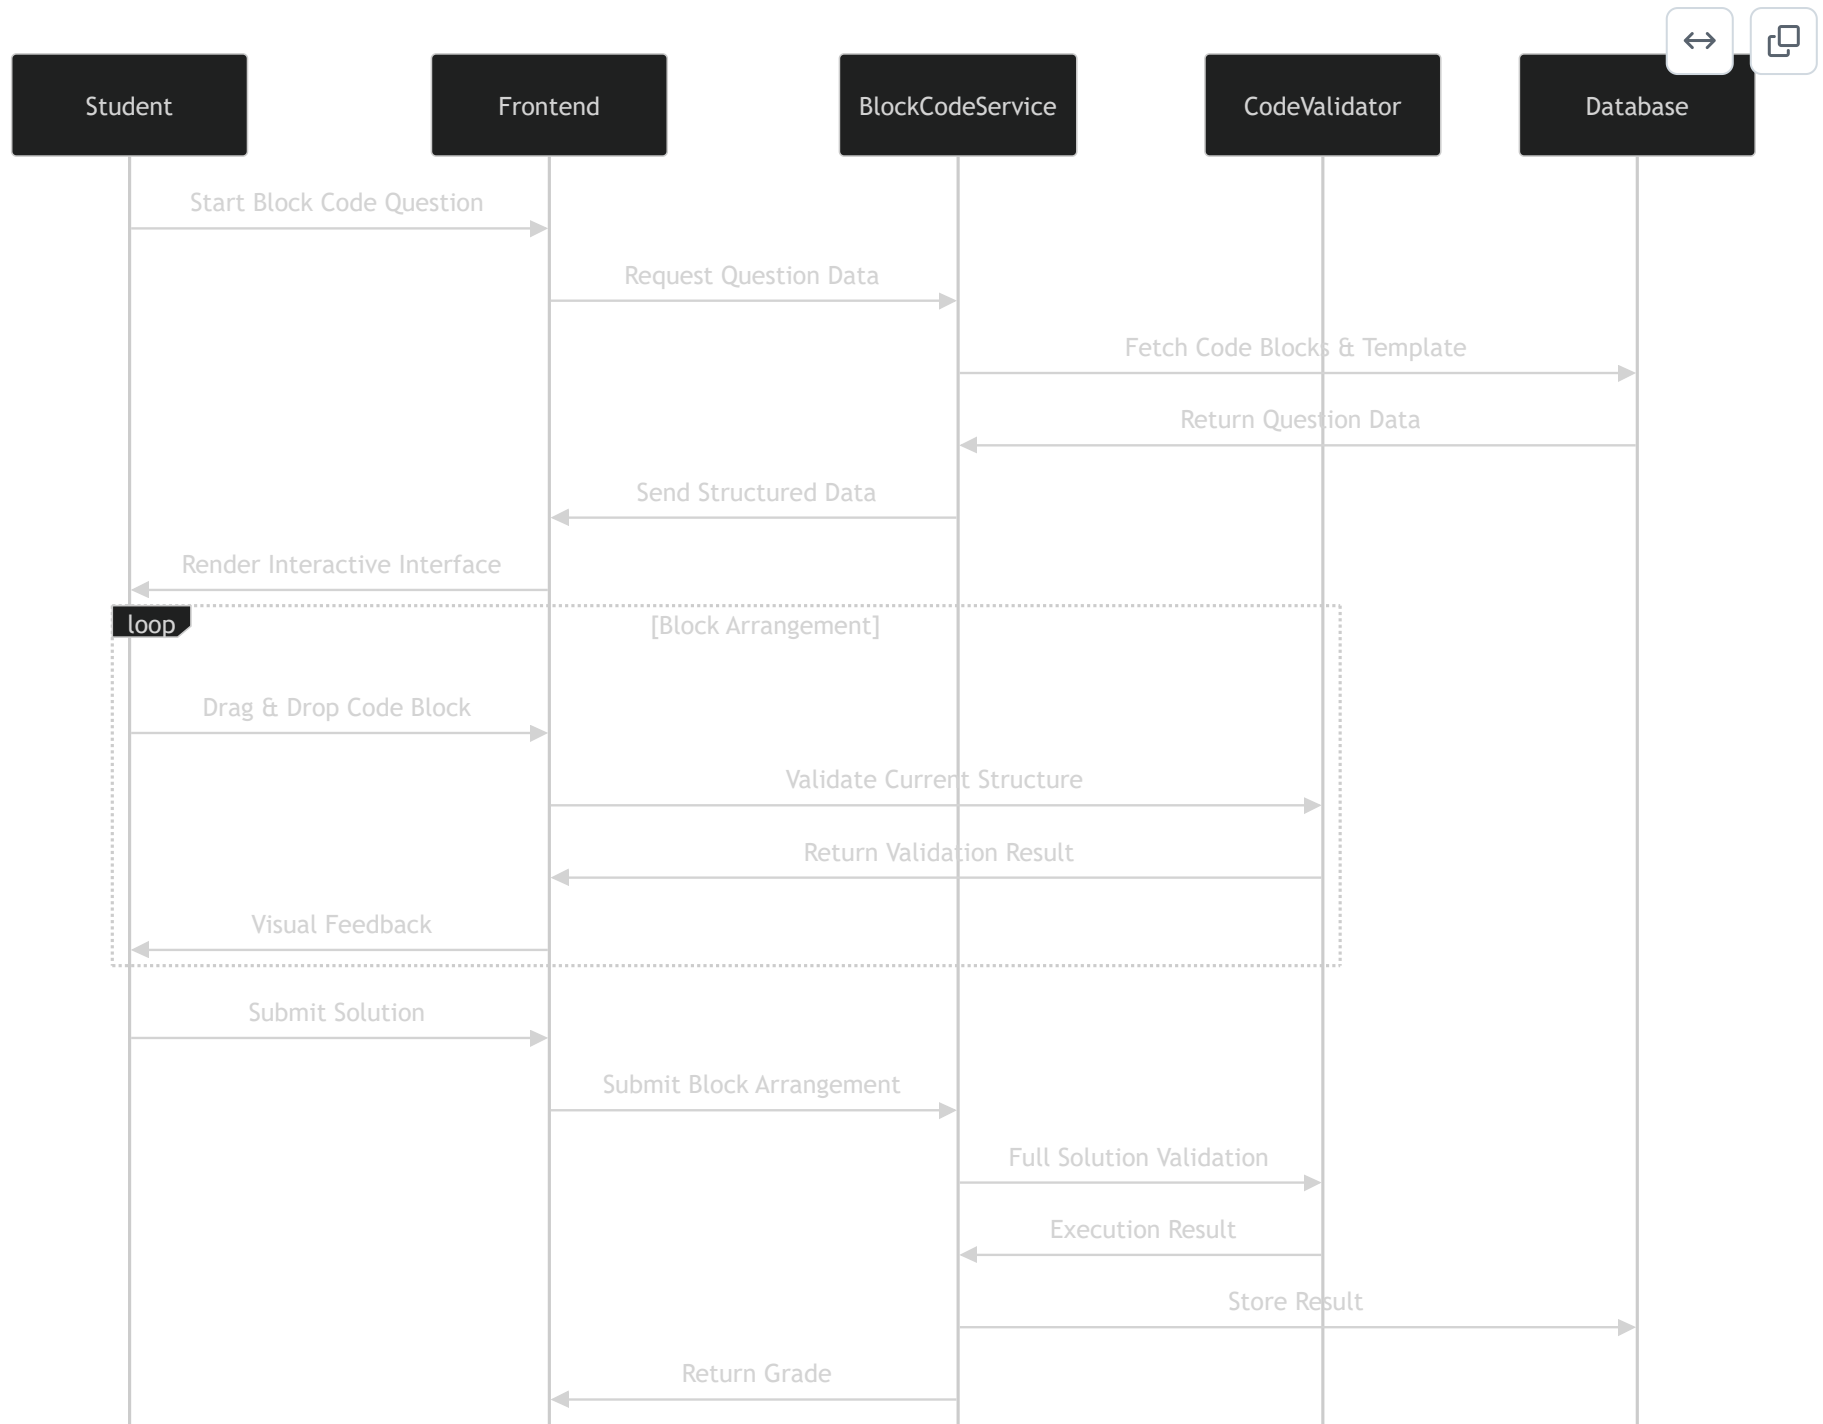 Student
Frontend
BlockCodeService
CodeValidator
Database
Start Block Code Question
Request Question Data
Fetch Code Blocks & Template
Return Question Data
Send Structured Data
Render Interactive Interface
loop
[Block Arrangement]
Drag & Drop Code Block
Validate Current Structure
Return Validation Result
Visual Feedback
Submit Solution
Submit Block Arrangement
Full Solution Validation
Execution Result
Store Result
Return Grade